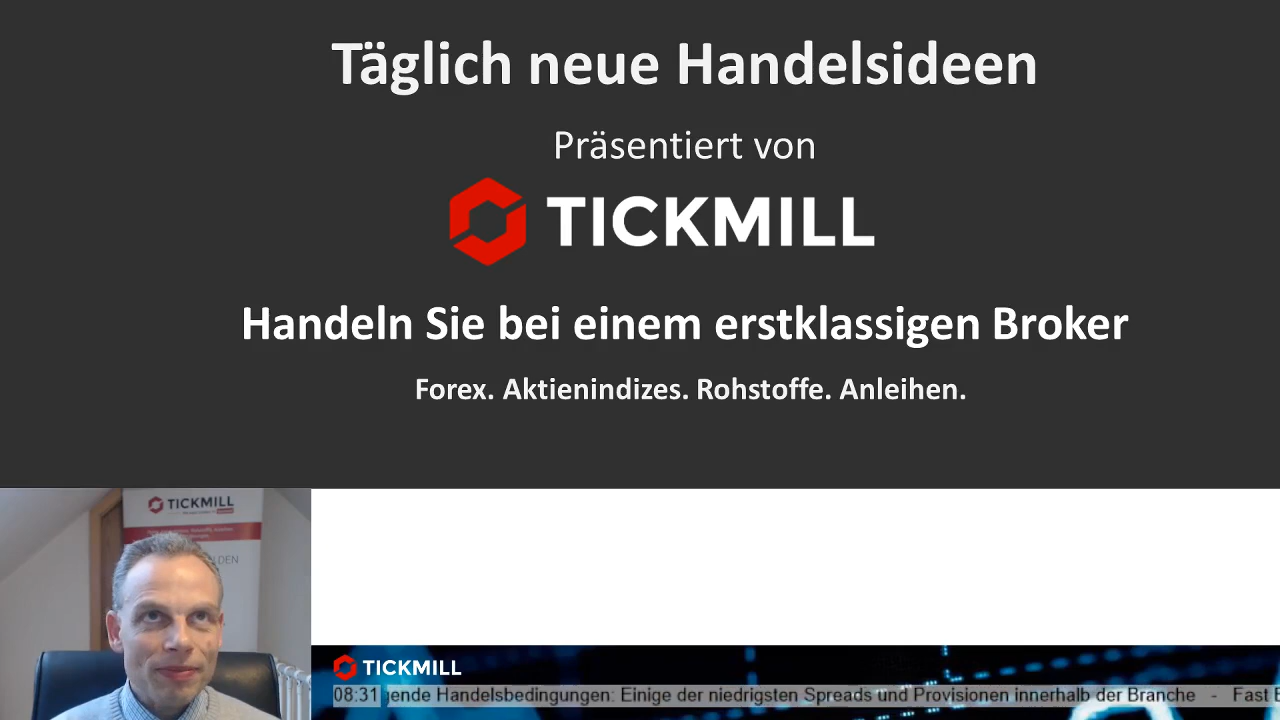 Täglich neue Handelsideen
Präsentiert von
TICKMILL
Handeln Sie bei einem erstklassigen Broker
Forex. Aktienindizes. Rohstoffe. Anleihen.
TICKMILL
TICKMILL
08:31 gende Handelsbedingungen: Einige der niedrigsten Spreads und Provisionen innerhalb der Branche - Fast E